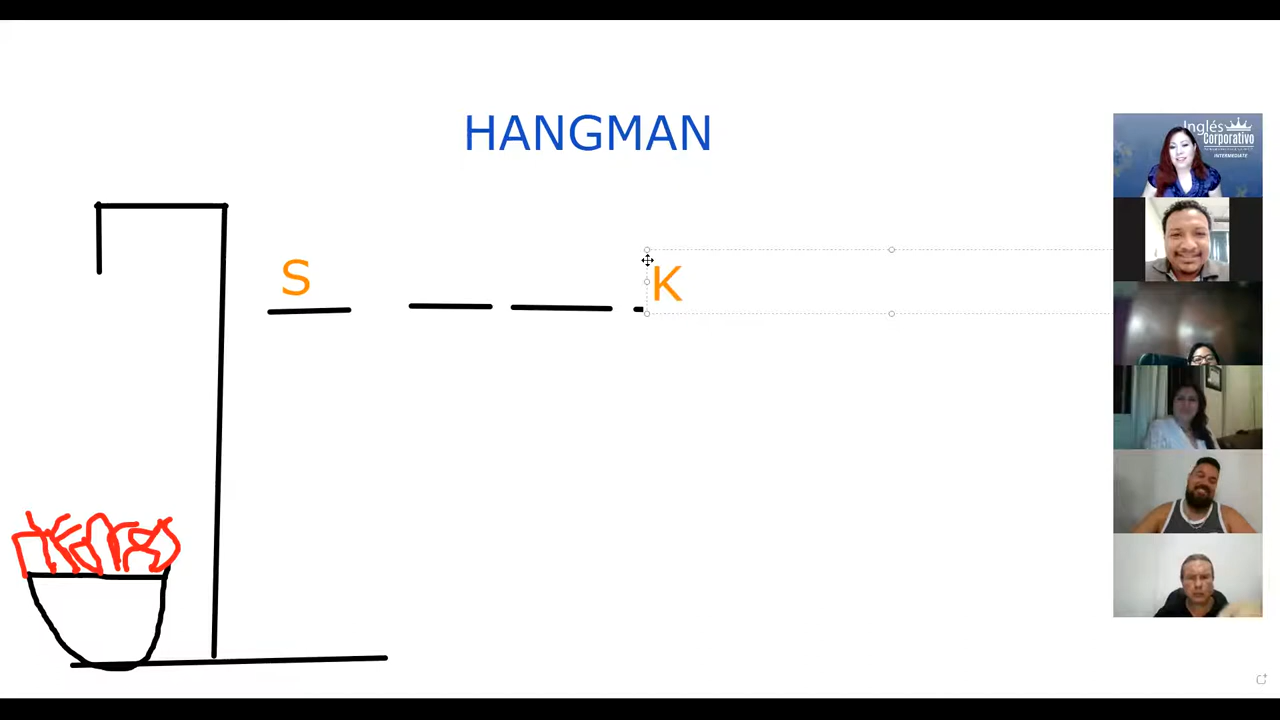 HANGMAN
Inglés
Corporativo
INTERMEDIATE
S
K